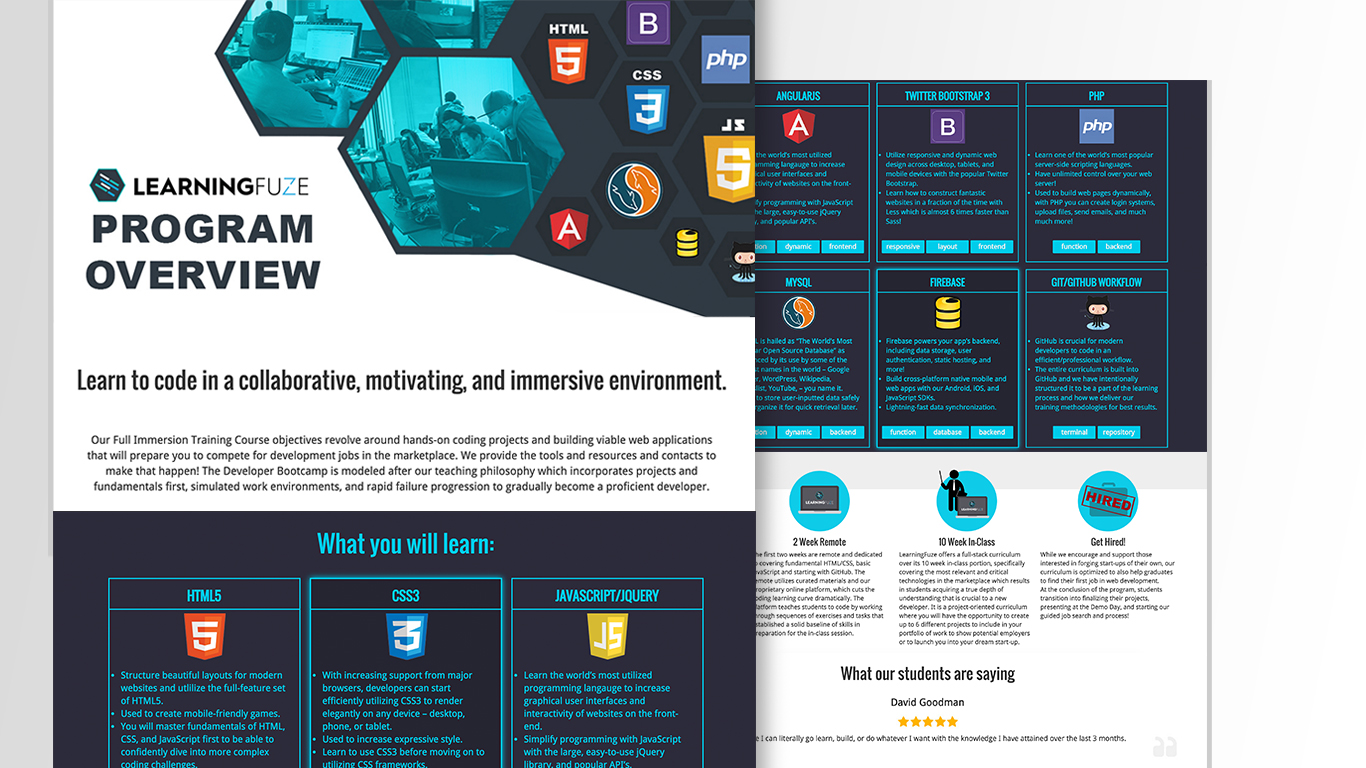 HTML
5
B
php
CSS
3
JS
5
LEARNINGFUZE
PROGRAM
OVERVIEW
Learn to code in a collaborative, motivating, and immersive environment.
Our Full Immersion Training Course objectives revolve around hands-on coding projects and building viable web applications
that will prepare you to compete for development jobs in the marketplace. We provide the tools and resources and contacts to
make that happen! The Developer Bootcamp is modeled after our teaching philosophy which incorporates projects and
fundamentals first, simulated work environments, and rapid failure progression to gradually become a proficient developer.
What you will learn:
HTML5
5
Structure beautiful layouts for modern
websites and utlilize the full-feature set
of HTML5.
Used to create mobile-friendly games.
You will master fundamentals of HTML,
CSS, and JavaScript first to be able to
confidently dive into more complex
coding challenges.
CSS3
3
With increasing support from major
browsers, developers can start
efficiently utilizing CSS3 to render
elegantly on any device – desktop,
phone, or tablet.
Used to increase expressive style.
Learn to use CSS3 before moving on to
utilizing CSS frameworks.
JAVASCRIPT/JQUERY
JS
Learn the world's most utilized
programming langauge to increase
graphical user interfaces and
interactivity of websites on the front-
end.
Simplify programming with JavaScript
with the large, easy-to-use jQuery
library, and popular API's.
ANGULARJS
A
the world's most utilized
amming langauge to increase
cal user interfaces and
ctivity of websites on the front-
fy programming with JavaScript
he large, easy-to-use jQuery
, and popular API's.
tion dynamic frontend
TWITTER BOOTSTRAP 3
B
Utilize responsive and dynamic web
design across desktop, tablets, and
mobile devices with the popular Twitter
Bootstrap.
Learn how to construct fantastic
websites in a fraction of the time with
Less which is almost 6 times faster than
Sass!
responsive layout frontend
PHP
php
Learn one of the world's most popular
server-side scripting languages.
Have unlimited control over your web
server!
Used to build web pages dynamically,
with PHP you can create login systems,
upload files, send emails, and much
much more!
function backend
MYSQL
L is hailed as "The World's Most
ar Open Source Database" as
nced by its use by some of the
st names in the world – Google
r, WordPress, Wikipedia,
list, YouTube, – you name it.
to store user-inputted data safely
rganize it for quick retrieval later.
tion dynamic backend
FIREBASE
Firebase powers your app's backend,
including data storage, user
authentication, static hosting, and
more!
Build cross-platform native mobile and
web apps with our Android, iOS, and
JavaScript SDKs.
Lightning fast data synchronization.
function database backend
GIT/GITHUB WORKFLOW
GitHub is crucial for modern
developers to code in an
efficient/professional workflow.
The entire curriculum is built into
GitHub and we have intentionally
structured it to be a part of the learning
process and how we deliver our
training methodologies for best results.
terminal repository
LEARNINGFUZE
2 Week Remote
he first two weeks are remote and dedicated
o covering fundamental HTML/CSS, basic
avaScript and starting with GitHub. The
emote utilizes curated materials and our
roprietary online platform, which cuts the
oding learning curve dramatically. The
latform teaches students to code by working
hrough sequences of exercises and tasks that
stablished a solid baseline of skills in
reparation for the in-class session.
LEARNINGFUZE
10 Week In-Class
LearningFuze offers a full-stack curriculum
over its 10 week in-class portion, specifically
covering the most relevant and critical
technologies in the marketplace which results
in students acquiring a true depth of
understanding that is crucial to a new
developer. It is a project-oriented curriculum
where you will have the opportunity to create
up to 6 different projects to include in your
portfolio of work to show potential employers
or to launch you into your dream start-up.
HIRED
Get Hired!
While we encourage and support those
interested in forging start-ups of their own, our
curriculum is optimized to also help graduates
to find their first job in web development.
At the conclusion of the program, students
transition into finalizing their projects,
presenting at the Demo Day, and starting our
guided job search and process!
What our students are saying
David Goodman
e I can literally go learn, build, or do whatever I want with the knowledge I have attained over the last 3 months.